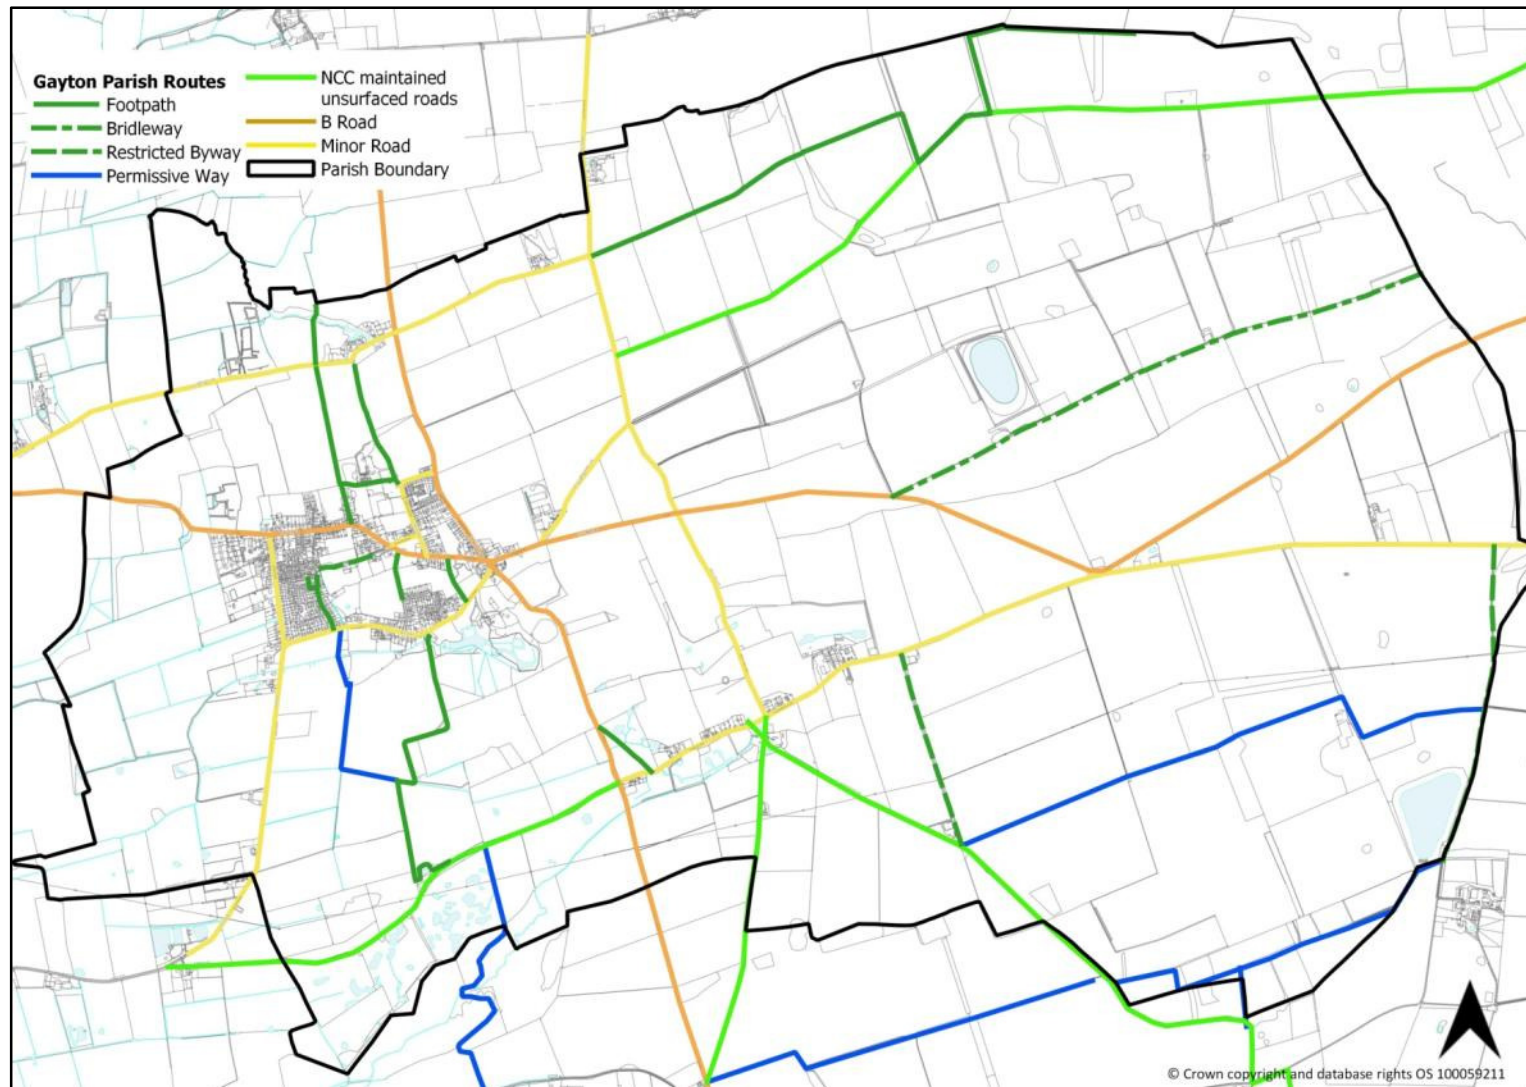 Gayton Parish Routes
Footpath
Bridleway
Restricted Byway
Permissive Way
NCC maintained
unsurfaced roads
B Road
Minor Road
Parish Boundary
© Crown copyright and database rights OS 100059211